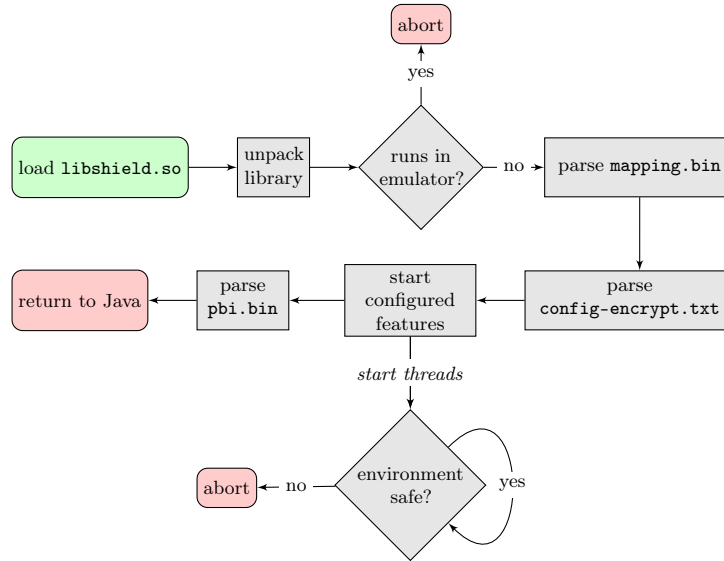 abort
yes
load libshield.so
unpack
library
runs in
emulator?
no
parse mapping.bin
return to Java
parse
pbi.bin
start
configured
features
parse
config-encrypt.txt
start threads
abort
no
environment
safe?
yes